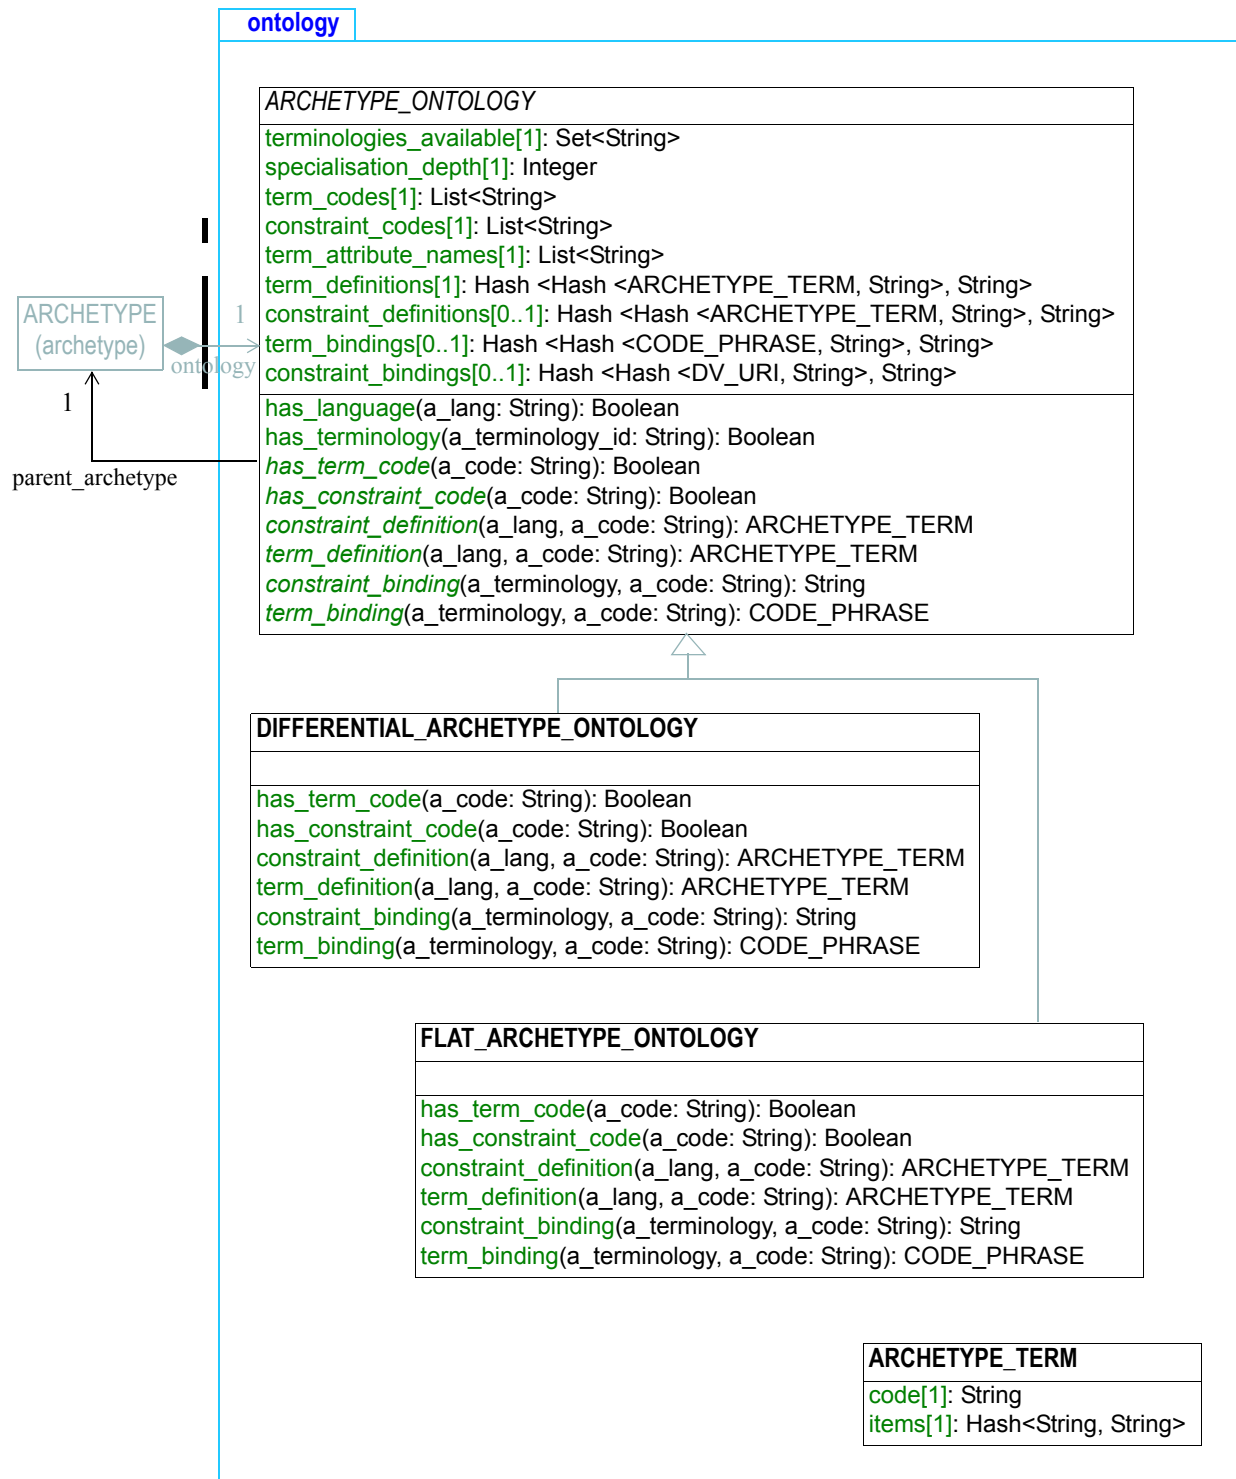 ontology
ARCHETYPE_ONTOLOGY
terminologies_available[1]: Set<String>
specialisation_depth[1]: Integer
term_codes[1]: List<String>
constraint_codes[1]: List<String>
term_attribute_names[1]: List<String>
term_definitions[1]: Hash <Hash <ARCHETYPE_TERM, String>, String>
constraint_definitions[0..1]: Hash <Hash <ARCHETYPE_TERM, String>, String>
term_bindings[0..1]: Hash <Hash <CODE_PHRASE, String>, String>
constraint_bindings[0..1]: Hash <Hash <DV_URI, String>, String>
ARCHETYPE
(archetype)
1
ontology
1
parent_archetype
has_language(a_lang: String): Boolean
has_terminology(a_terminology_id: String): Boolean
has_term_code(a_code: String): Boolean
has_constraint_code(a_code: String): Boolean
constraint_definition(a_lang, a_code: String): ARCHETYPE_TERM
term_definition(a_lang, a_code: String): ARCHETYPE_TERM
constraint_binding(a_terminology, a_code: String): String
term_binding(a_terminology, a_code: String): CODE_PHRASE
DIFFERENTIAL_ARCHETYPE_ONTOLOGY
has_term_code(a_code: String): Boolean
has_constraint_code(a_code: String): Boolean
constraint_definition(a_lang, a_code: String): ARCHETYPE_TERM
term_definition(a_lang, a_code: String): ARCHETYPE_TERM
constraint_binding(a_terminology, a_code: String): String
term_binding(a_terminology, a_code: String): CODE_PHRASE
FLAT_ARCHETYPE_ONTOLOGY
has_term_code(a_code: String): Boolean
has_constraint_code(a_code: String): Boolean
constraint_definition(a_lang, a_code: String): ARCHETYPE_TERM
term_definition(a_lang, a_code: String): ARCHETYPE_TERM
constraint_binding(a_terminology, a_code: String): String
term_binding(a_terminology, a_code: String): CODE_PHRASE
ARCHETYPE_TERM
code[1]: String
items[1]: Hash<String, String>